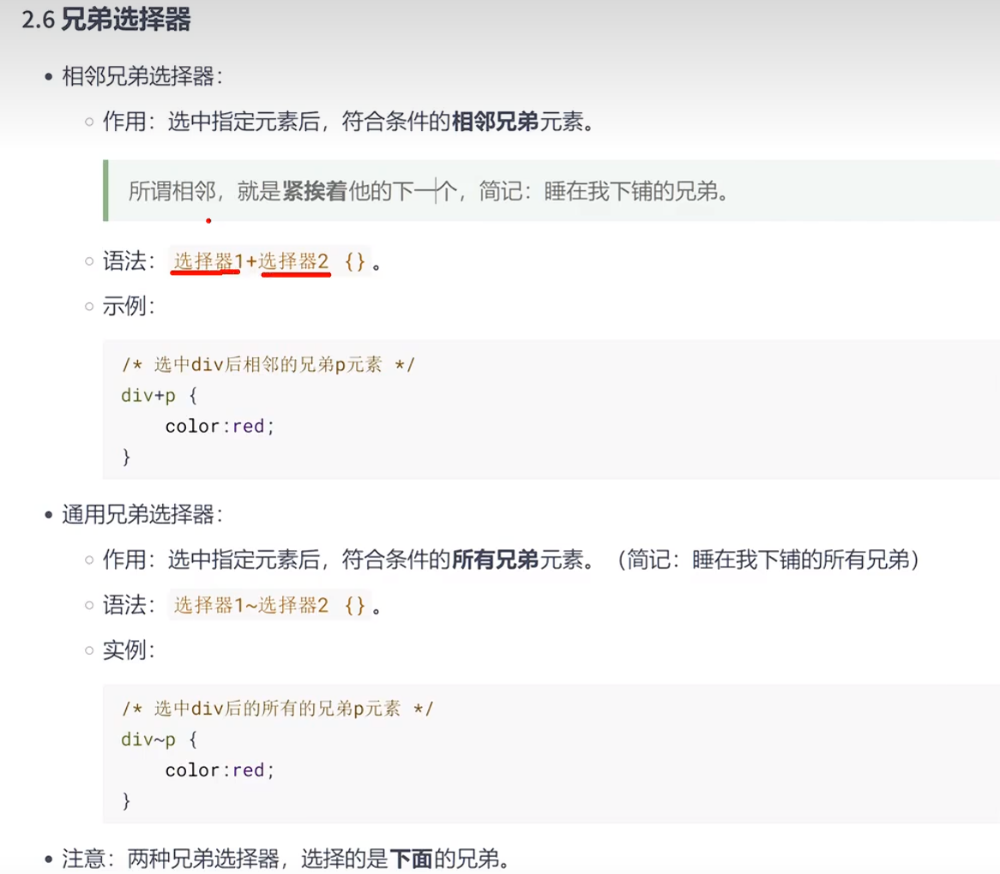 2.6 兄弟选择器
相邻兄弟选择器：
作用：选中指定元素后，符合条件的相邻兄弟元素。
所谓相邻，就是紧挨着他的下一个，简记：睡在我下铺的兄弟。
语法：选择器1+选择器2 {}。
示例：
/* 选中div后相邻的兄弟p元素 */
div+p {
color:red;
}
通用兄弟选择器：
作用：选中指定元素后，符合条件的所有兄弟元素。（简记：睡在我下铺的所有兄弟）
语法：选择器1~选择器2 {}。
实例：
/* 选中div后的所有的兄弟p元素 */
div~p {
color:red;
}
注意：两种兄弟选择器，选择的是下面的兄弟。